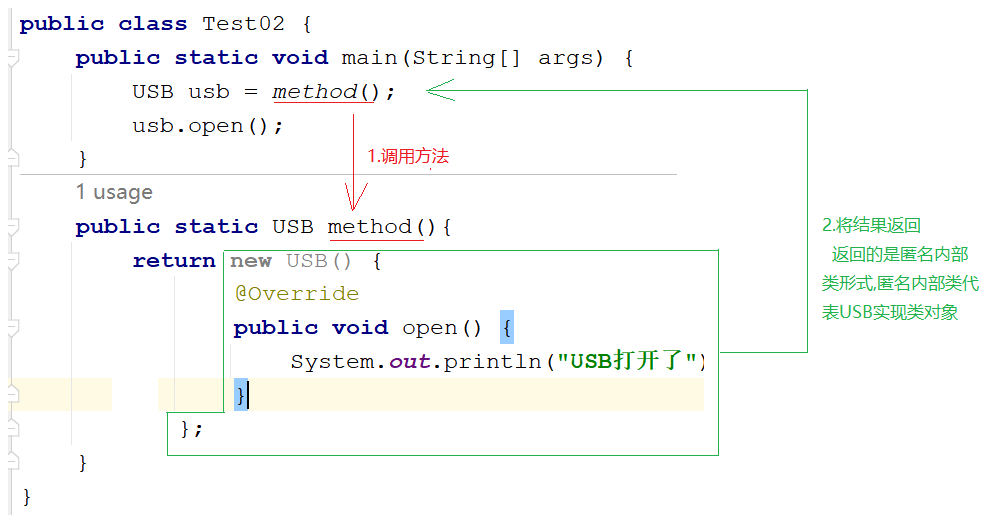 public class Test02 {
public static void main(String[] args) {
USB usb = method();
usb.open();
}
1.调用方法
1 usage
public static USB method(){
return new USB() {
@Override
public void open() {
System.out.println("USB打开了")
}
};
}
}
2.将结果返回
返回的是匿名内部
类形式,匿名内部类代
表USB实现类对象